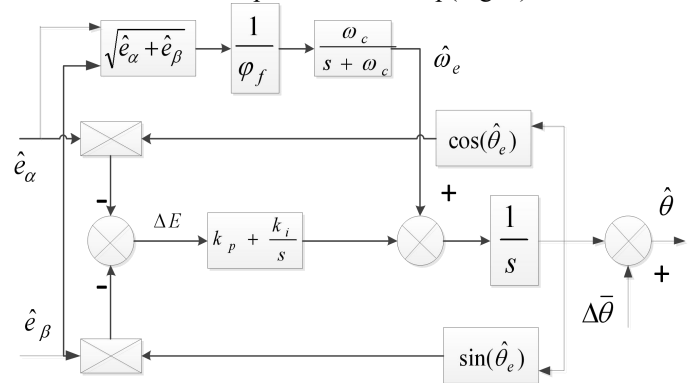 √(ê_α + ê_β)
1/φ_f
ω_c/(s + ω_c)
ω̂_e
ê_α
cos(θ̂_e)
-
+
ΔE
k_p + k_i/s
1/s
θ̂
-
+
Δθ̄
ê_β
sin(θ̂_e)